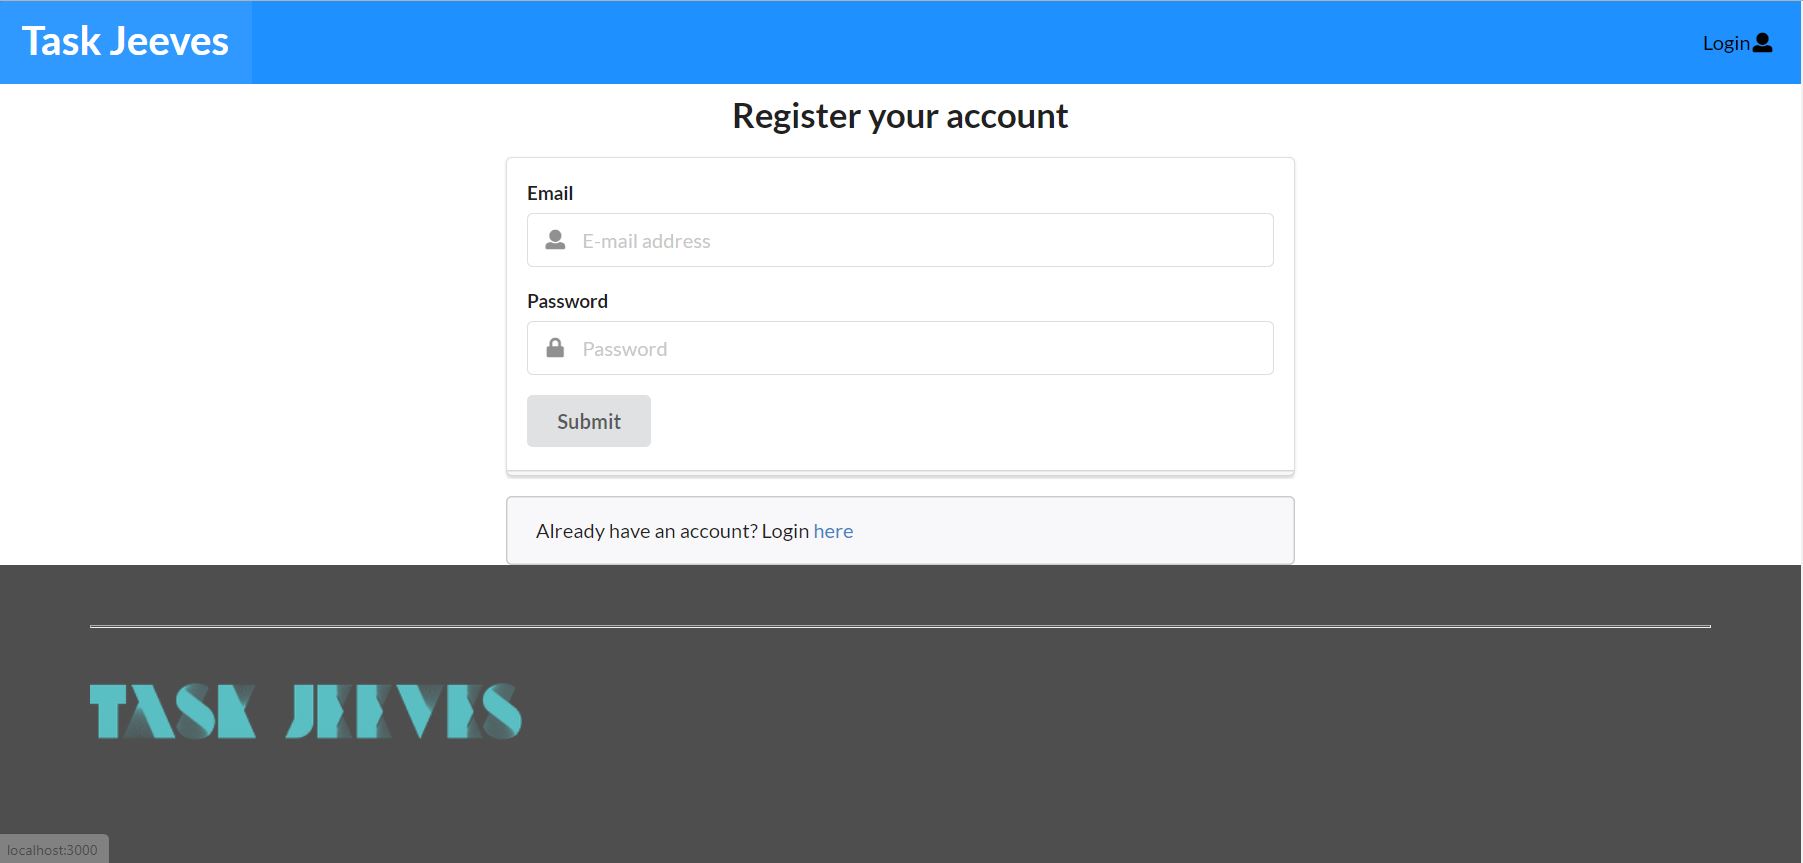 Task Jeeves
Login
Register your account
Email
E-mail address
Password
Password
Submit
Already have an account? Login here
TASK JEEVES
localhost:3000